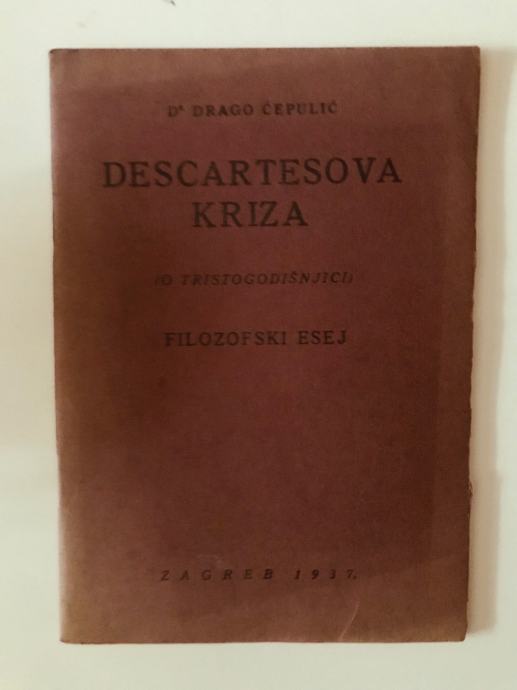 Dr DRAGO ĆEPULIĆ
DESCARTESOVA
KRIZA
(O TRISTOGODIŠNJICI)
FILOZOFSKI ESEJ
ZAGREB 1937.